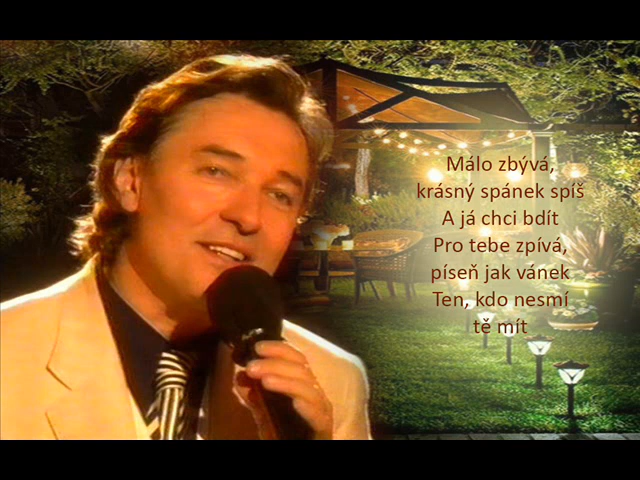 Málo zbývá,
krásný spánek spíš
A já chci bdít
Pro tebe zpívá,
píseň jak vánek
Ten, kdo nesmí
tě mít